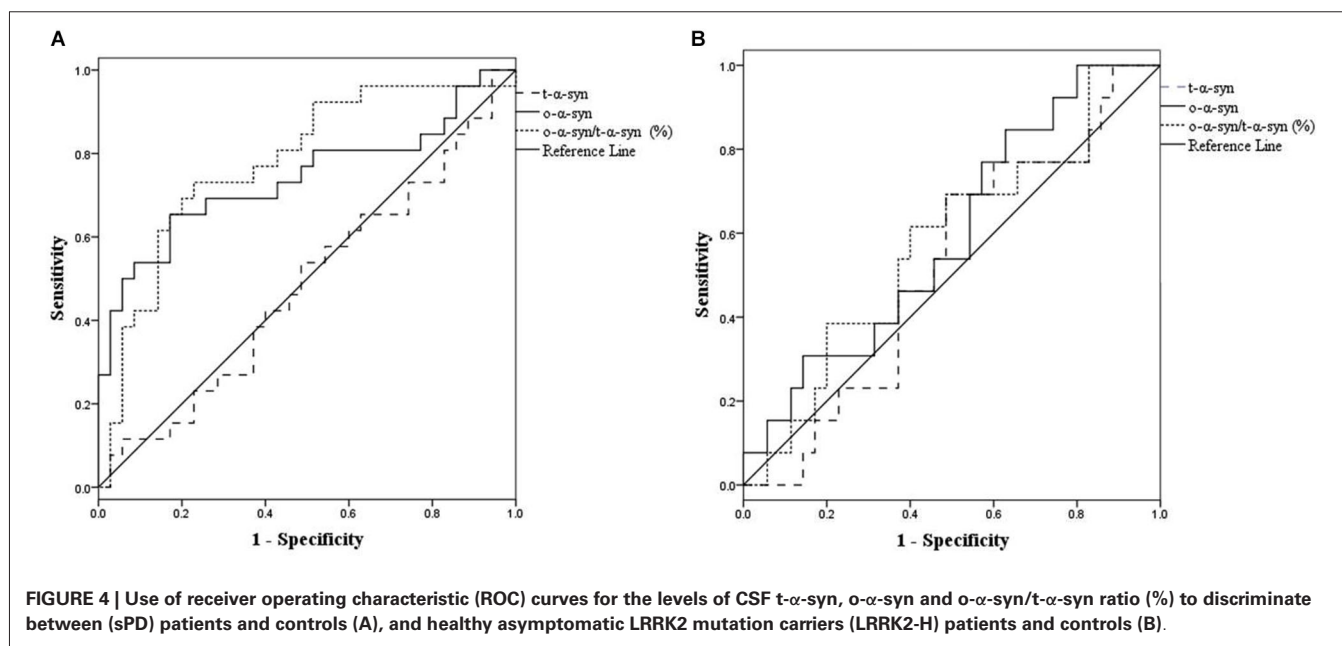 A
1.0
0.8
0.6
0.4
0.2
0.0
Sensitivity
0.0
0.2
0.4
0.6
0.8
1.0
1 - Specificity
t-α-syn
o-α-syn
o-α-syn/t-α-syn (%)
Reference Line
B
1.0
0.8
0.6
0.4
0.2
0.0
Sensitivity
0.0
0.2
0.4
0.6
0.8
1.0
1 - Specificity
t-α-syn
o-α-syn
o-α-syn/t-α-syn (%)
Reference Line
FIGURE 4 | Use of receiver operating characteristic (ROC) curves for the levels of CSF t-α-syn, o-α-syn and o-α-syn/t-α-syn ratio (%) to discriminate
between (sPD) patients and controls (A), and healthy asymptomatic LRRK2 mutation carriers (LRRK2-H) patients and controls (B).